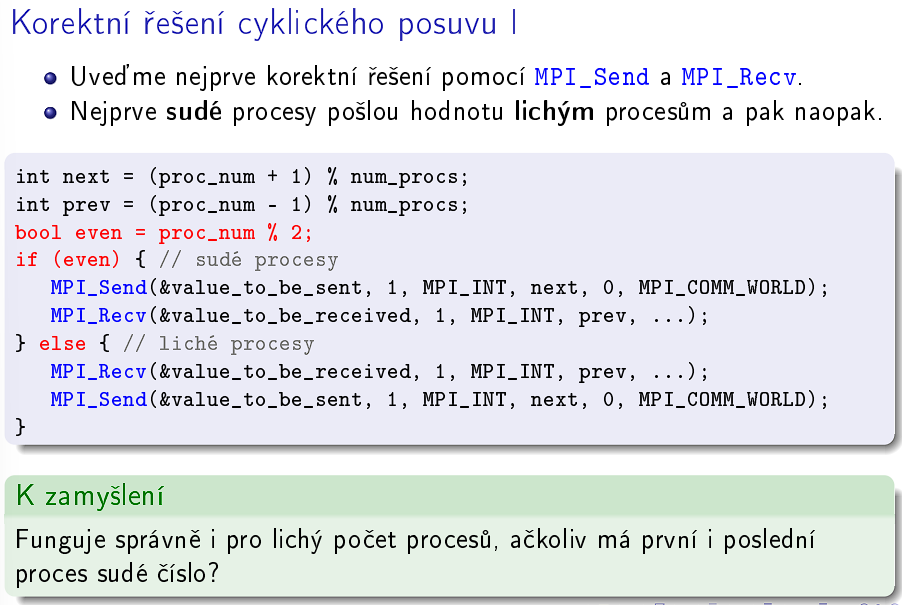 Korektní řešení cyklického posuvu I
Uveďme nejprve korektní řešení pomocí MPI_Send a MPI_Recv.
Nejprve sudé procesy pošlou hodnotu lichým procesům a pak naopak.
int next = (proc_num + 1) % num_procs;
int prev = (proc_num - 1) % num_procs;
bool even = proc_num % 2;
if (even) { // sudé procesy
   MPI_Send(&value_to_be_sent, 1, MPI_INT, next, 0, MPI_COMM_WORLD);
   MPI_Recv(&value_to_be_received, 1, MPI_INT, prev, ...);
} else { // liché procesy
   MPI_Recv(&value_to_be_received, 1, MPI_INT, prev, ...);
   MPI_Send(&value_to_be_sent, 1, MPI_INT, next, 0, MPI_COMM_WORLD);
}
K zamyšlení
Funguje správně i pro lichý počet procesů, ačkoliv má první i poslední
proces sudé číslo?